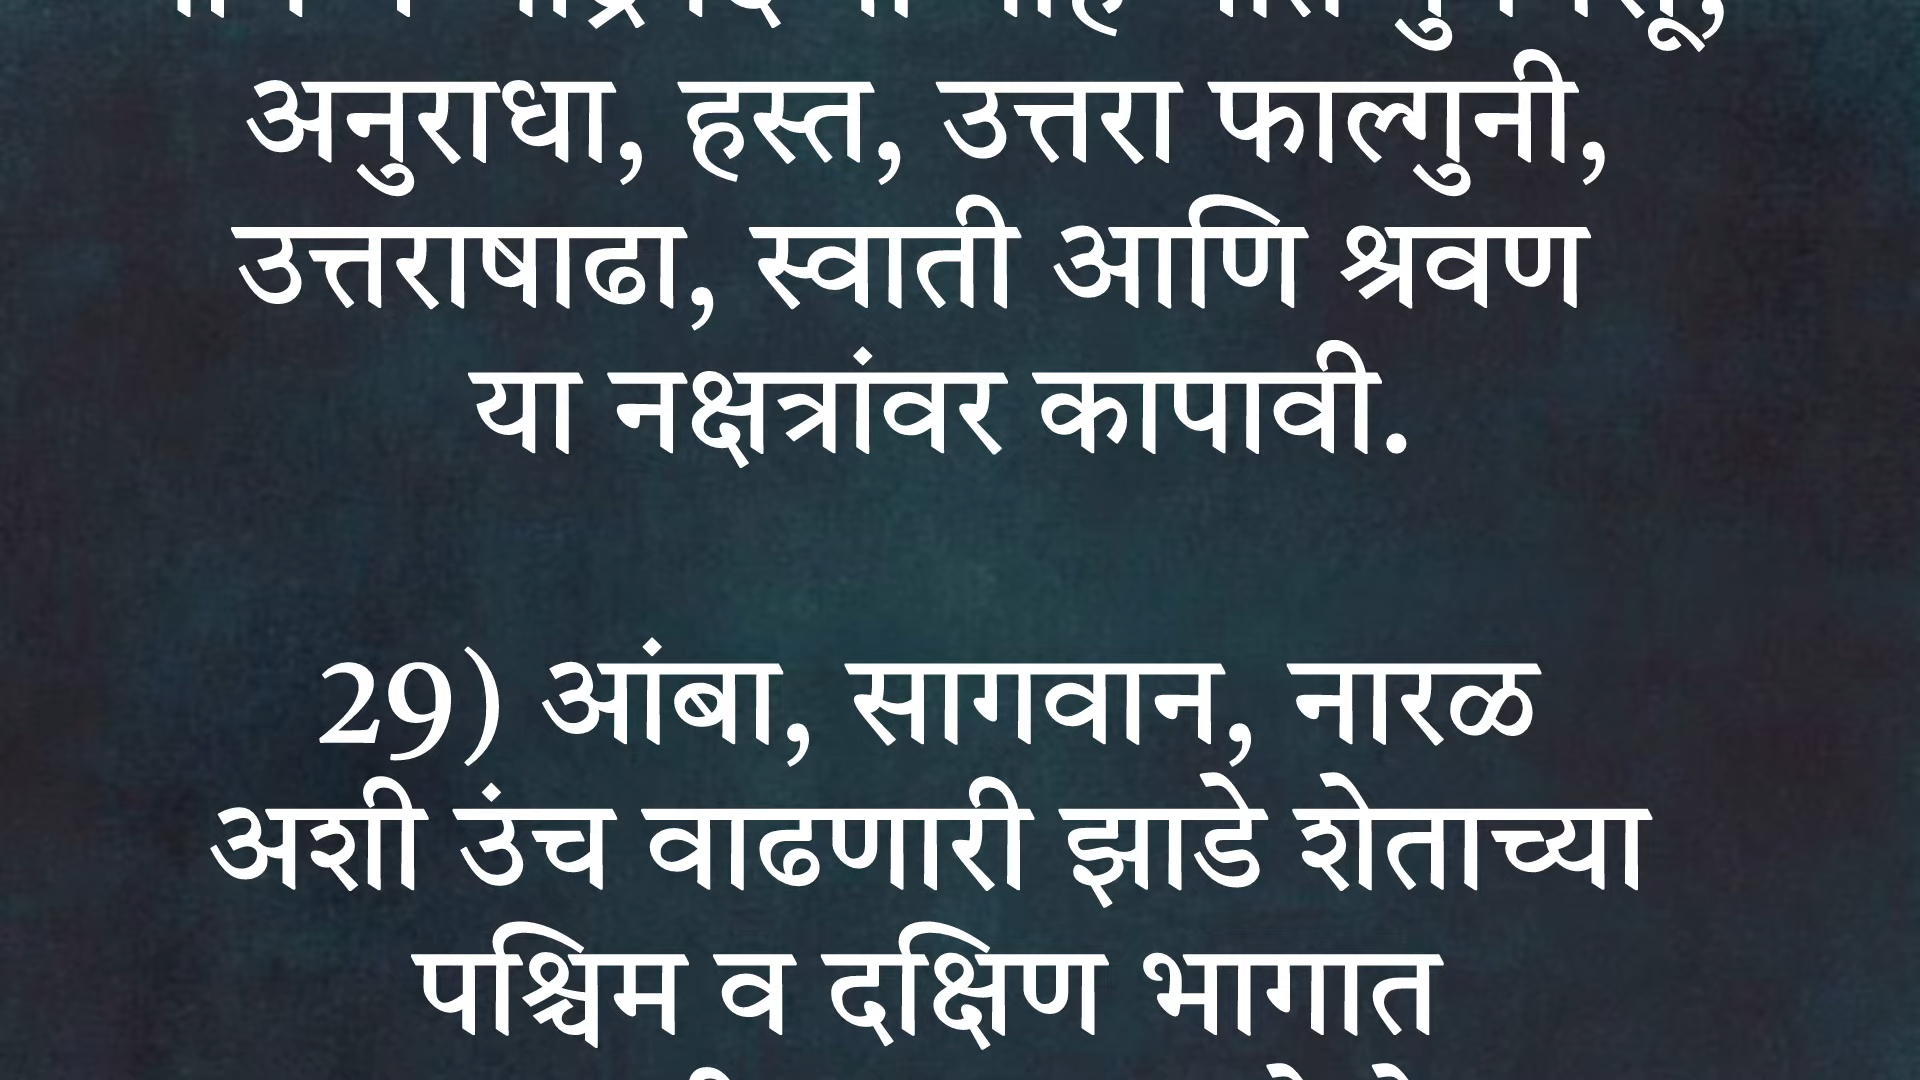 अनुराधा, हस्त, उत्तरा फाल्गुनी,
उत्तराषाढा, स्वाती आणि श्रवण
या नक्षत्रांवर कापावी.
29) आंबा, सागवान, नारळ
अशी उंच वाढणारी झाडे शेताच्या
पश्चिम व दक्षिण भागात